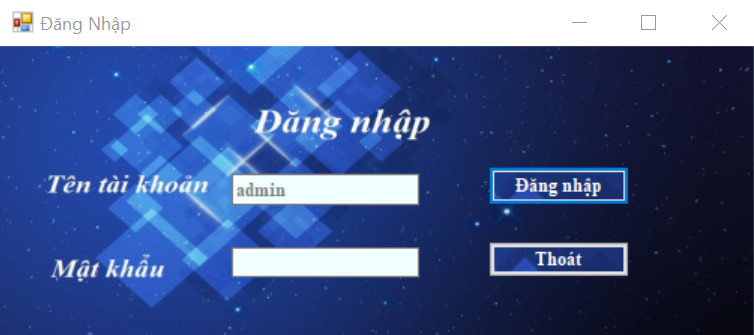 Đăng Nhập
Đăng nhập
Tên tài khoản
admin
Đăng nhập
Mật khẩu
Thoát